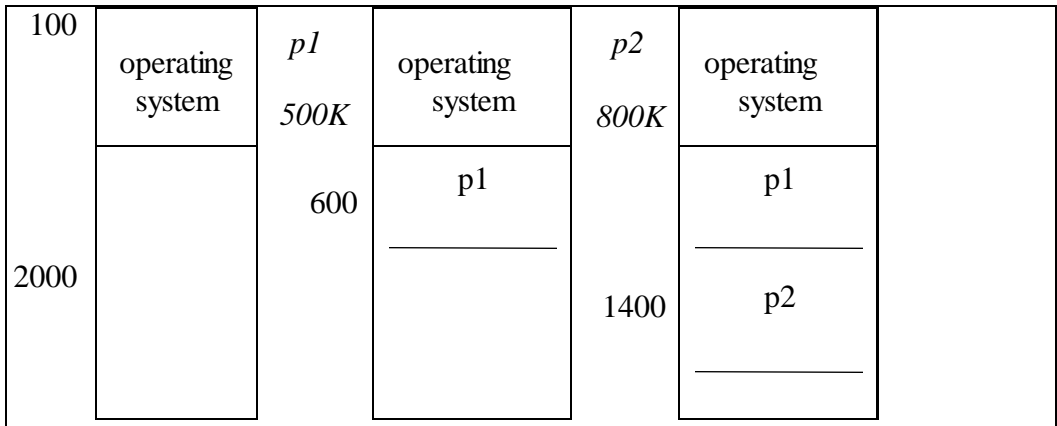 100
operating
system
p1
500K
operating
system
p2
800K
operating
system
600
p1
p1
2000
1400
p2